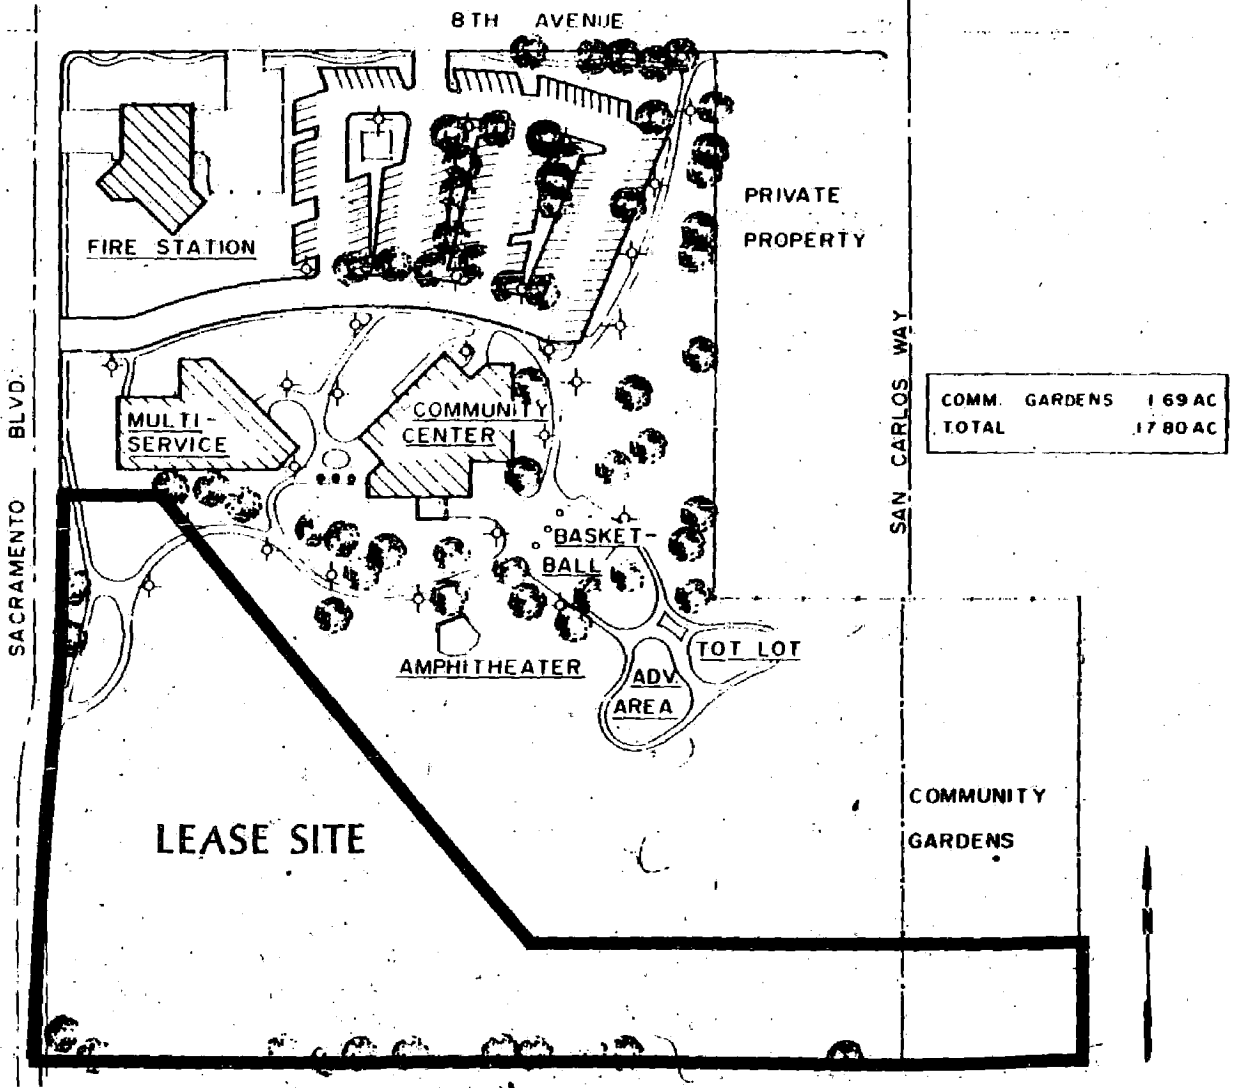 8TH AVENUE
PRIVATE
PROPERTY
FIRE STATION
SAN CARLOS WAY
SACRAMENTO BLVD.
COMM. GARDENS 1 69 AC
TOTAL 17 80 AC
MULTI-
SERVICE
COMMUNITY
CENTER
BASKET-
BALL
TOT LOT
AMPHITHEATER
ADV.
AREA
COMMUNITY
GARDENS
LEASE SITE
N